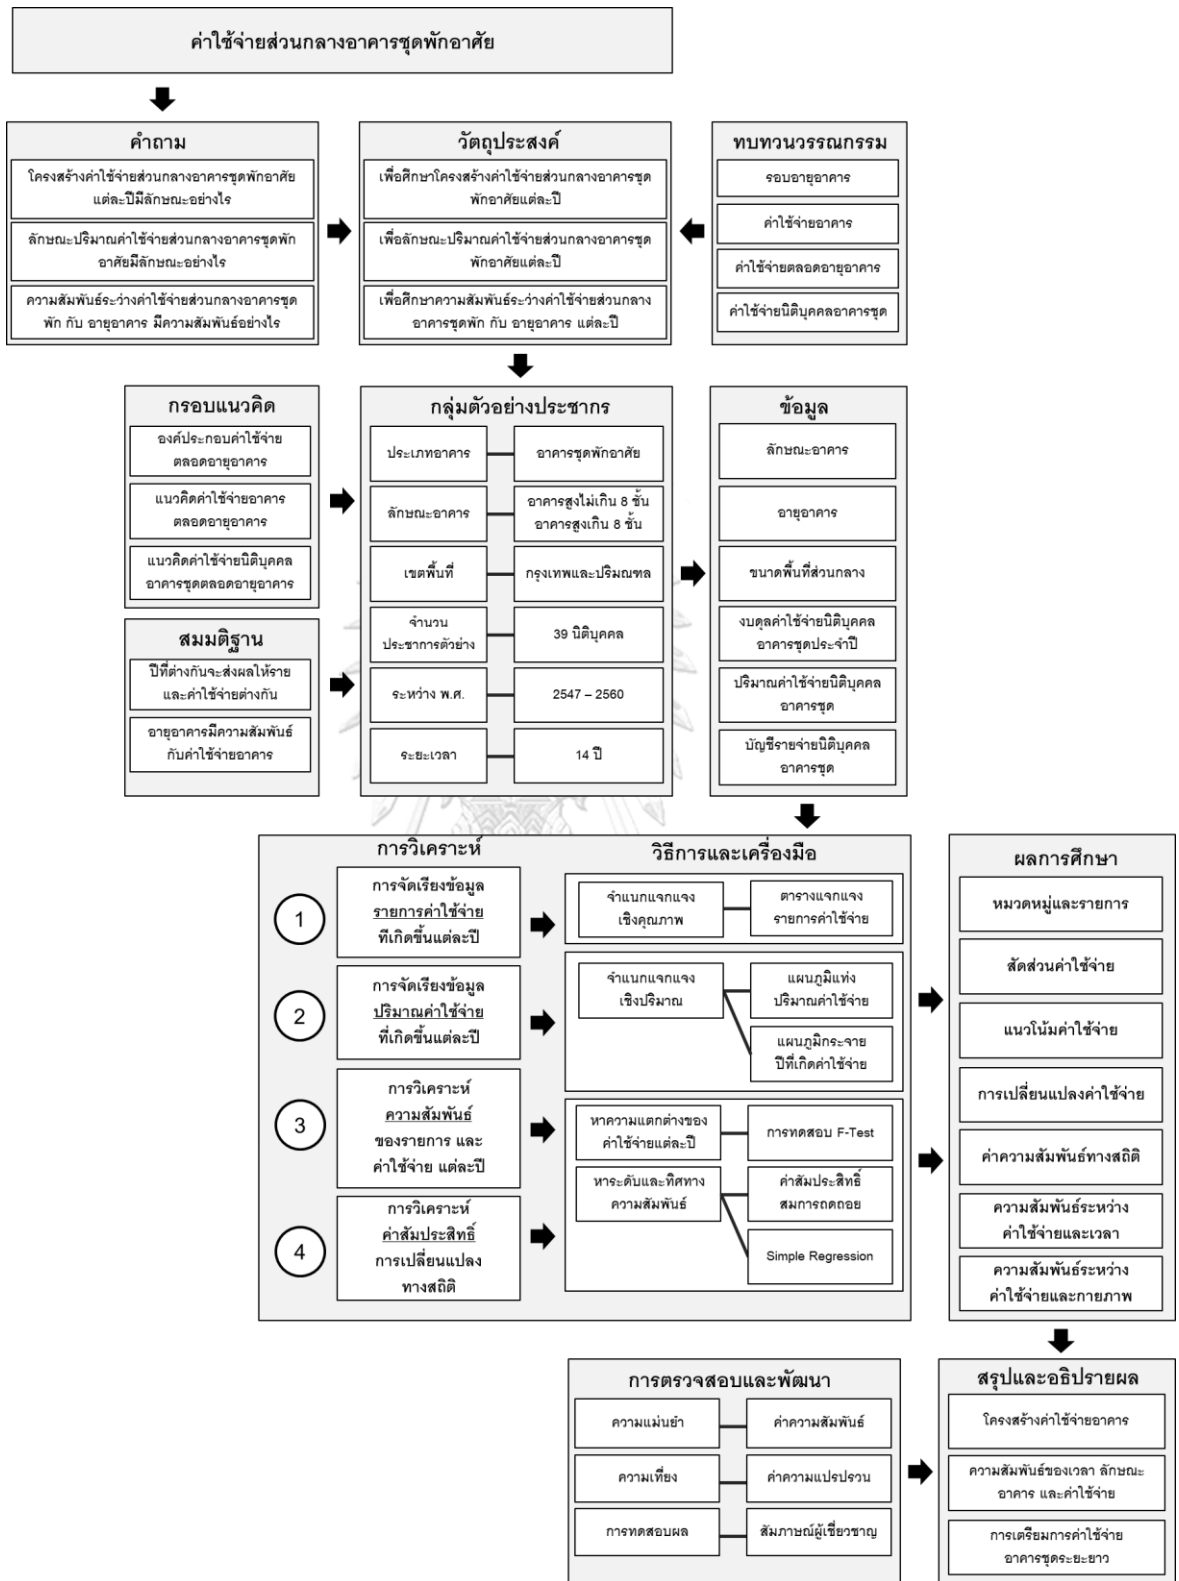 ค่าใช้จ่ายส่วนกลางอาคารชุดพักอาศัย
คำถาม
โครงสร้างค่าใช้จ่ายส่วนกลางอาคารชุดพักอาศัย
แต่ละปีมีลักษณะอย่างไร
ลักษณะปริมาณค่าใช้จ่ายส่วนกลางอาคารชุดพัก
อาศัยมีลักษณะอย่างไร
ความสัมพันธ์ระว่างค่าใช้จ่ายส่วนกลางอาคารชุด
พัก กับ อายุอาคาร มีความสัมพันธ์อย่างไร
วัตถุประสงค์
เพื่อศึกษาโครงสร้างค่าใช้จ่ายส่วนกลางอาคารชุด
พักอาศัยแต่ละปี
เพื่อลักษณะปริมาณค่าใช้จ่ายส่วนกลางอาคารชุด
พักอาศัยแต่ละปี
เพื่อศึกษาความสัมพันธ์ระว่างค่าใช้จ่ายส่วนกลาง
อาคารชุดพัก กับ อายุอาคาร แต่ละปี
ทบทวนวรรณกรรม
รอบอายุอาคาร
ค่าใช้จ่ายอาคาร
ค่าใช้จ่ายตลอดอายุอาคาร
ค่าใช้จ่ายนิติบุคคลอาคารชุด
กรอบแนวคิด
องค์ประกอบค่าใช้จ่าย
ตลอดอายุอาคาร
แนวคิดค่าใช้จ่ายอาคาร
ตลอดอายุอาคาร
แนวคิดค่าใช้จ่ายนิติบุคคล
อาคารชุดตลอดอายุอาคาร
สมมติฐาน
ปีที่ต่างกันจะส่งผลให้ราย
และค่าใช้จ่ายต่างกัน
อายุอาคารมีความสัมพันธ์
กับค่าใช้จ่ายอาคาร
กลุ่มตัวอย่างประชากร
ประเภทอาคาร
อาคารชุดพักอาศัย
ลักษณะอาคาร
อาคารสูงไม่เกิน 8 ชั้น
อาคารสูงเกิน 8 ชั้น
เขตพื้นที่
กรุงเทพและปริมณฑล
จำนวน
ประชาการตัวย่าง
39 นิติบุคคล
ระหว่าง พ.ศ.
2547 – 2560
ระยะเวลา
14 ปี
ข้อมูล
ลักษณะอาคาร
อายุอาคาร
ขนาดพื้นที่ส่วนกลาง
งบดุลค่าใช้จ่ายนิติบุคคล
อาคารชุดประจำปี
ปริมาณค่าใช้จ่ายนิติบุคคล
อาคารชุด
บัญชีรายจ่ายนิติบุคคล
อาคารชุด
การวิเคราะห์
1
การจัดเรียงข้อมูล
รายการค่าใช้จ่าย
ทีเกิดขึ้นแต่ละปี
2
การจัดเรียงข้อมูล
ปริมาณค่าใช้จ่าย
ที่เกิดขึ้นแต่ละปี
3
การวิเคราะห์
ความสัมพันธ์
ของรายการ และ
ค่าใช้จ่าย แต่ละปี
4
การวิเคราะห์
ค่าสัมประสิทธิ์
การเปลี่ยนแปลง
ทางสถิติ
วิธีการและเครื่องมือ
จำแนกแจกแจง
เชิงคุณภาพ
ตารางแจกแจง
รายการค่าใช้จ่าย
จำแนกแจกแจง
เชิงปริมาณ
แผนภูมิแท่ง
ปริมาณค่าใช้จ่าย
แผนภูมิกระจาย
ปีที่เกิดค่าใช้จ่าย
หาความแตกต่างของ
ค่าใช้จ่ายแต่ละปี
การทดสอบ F-Test
หาระดับและทิศทาง
ความสัมพันธ์
ค่าสัมประสิทธิ์
สมการถดถอย
Simple Regression
ผลการศึกษา
หมวดหมู่และรายการ
สัดส่วนค่าใช้จ่าย
แนวโน้มค่าใช้จ่าย
การเปลี่ยนแปลงค่าใช้จ่าย
ค่าความสัมพันธ์ทางสถิติ
ความสัมพันธ์ระหว่าง
ค่าใช้จ่ายและเวลา
ความสัมพันธ์ระหว่าง
ค่าใช้จ่ายและกายภาพ
การตรวจสอบและพัฒนา
ความแม่นยำ
ค่าความสัมพันธ์
ความเที่ยง
ค่าความแปรปรวน
การทดสอบผล
สัมภาษณ์ผู้เชี่ยวชาญ
สรุปและอธิปรายผล
โครงสร้างค่าใช้จ่ายอาคาร
ความสัมพันธ์ของเวลา ลักษณะ
อาคาร และค่าใช้จ่าย
การเตรียมการค่าใช้จ่าย
อาคารชุดระยะยาว